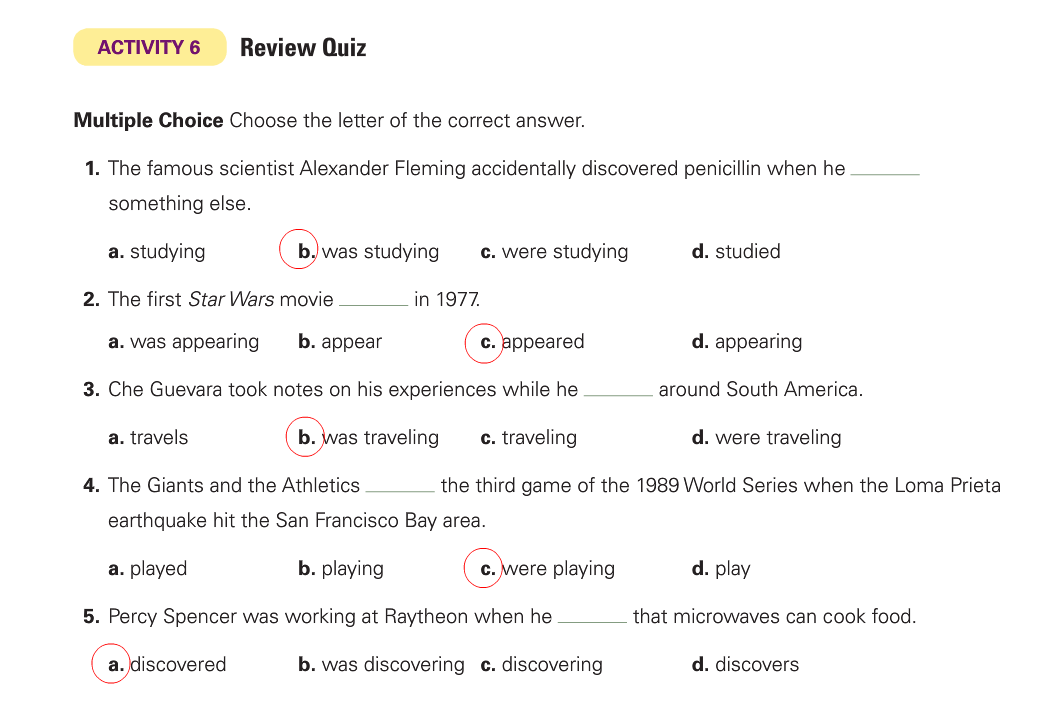 ACTIVITY 6 Review Quiz
Multiple Choice Choose the letter of the correct answer.
1. The famous scientist Alexander Fleming accidentally discovered penicillin when he ______
something else.
a. studying b. was studying c. were studying d. studied
2. The first Star Wars movie ______ in 1977.
a. was appearing b. appear c. appeared d. appearing
3. Che Guevara took notes on his experiences while he ______ around South America.
a. travels b. was traveling c. traveling d. were traveling
4. The Giants and the Athletics ______ the third game of the 1989 World Series when the Loma Prieta
earthquake hit the San Francisco Bay area.
a. played b. playing c. were playing d. play
5. Percy Spencer was working at Raytheon when he ______ that microwaves can cook food.
a. discovered b. was discovering c. discovering d. discovers